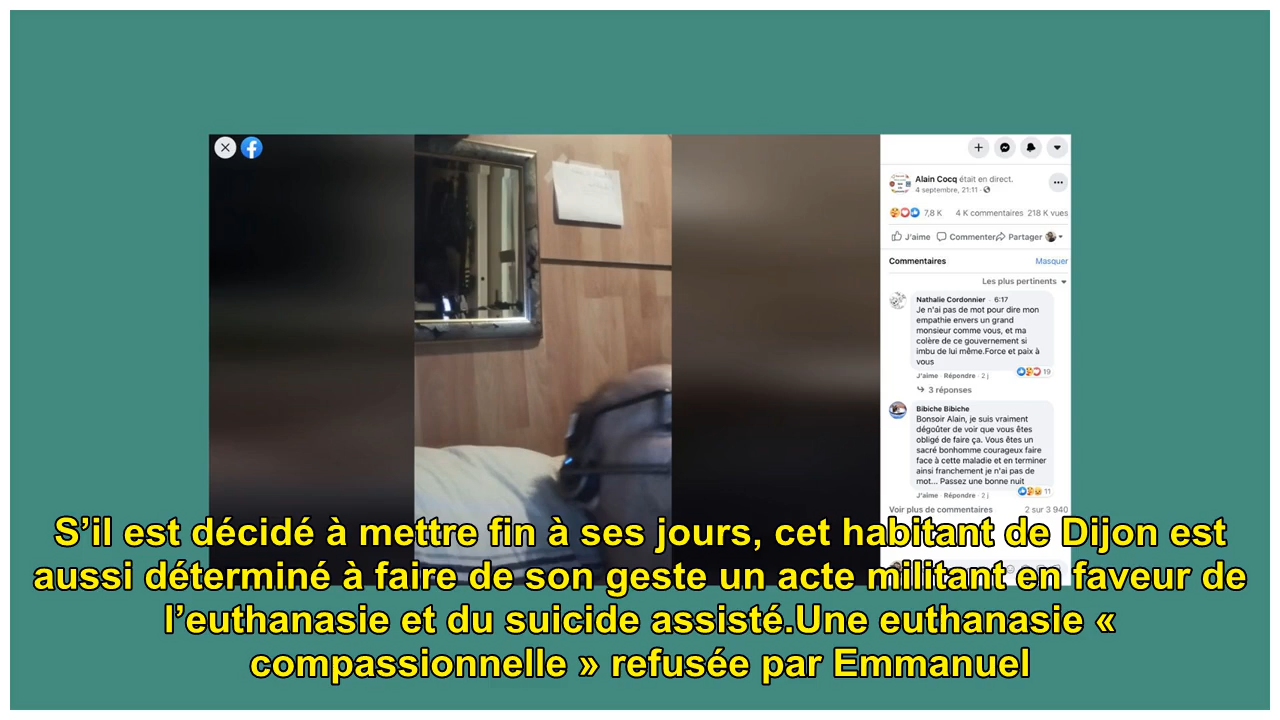 Alain Cocq était en direct.
4 septembre, 21:11
7,8 K 4 K commentaires 218 K vues
J'aime Commenter Partager
Commentaires Masquer
Les plus pertinents
Nathalie Cordonnier · 6:17
Je n'ai pas de mot pour dire mon
empathie envers un grand
monsieur comme vous, et ma
colère de ce gouvernement si
imbu de lui même.Force et paix à
vous
J'aime · Répondre · 2 j 19
3 réponses
Bibiche Bibiche
Bonsoir Alain, je suis vraiment
dégoûter de voir que vous êtes
obligé de faire ça. Vous êtes un
sacré bonhomme courageux faire
face à cette maladie et en terminer
ainsi franchement je n'ai pas de
mot... Passez une bonne nuit
J'aime · Répondre · 2 j 11
Voir plus de commentaires 2 sur 3 940
S’il est décidé à mettre fin à ses jours, cet habitant de Dijon est
aussi déterminé à faire de son geste un acte militant en faveur de
l’euthanasie et du suicide assisté.Une euthanasie «
compassionnelle » refusée par Emmanuel